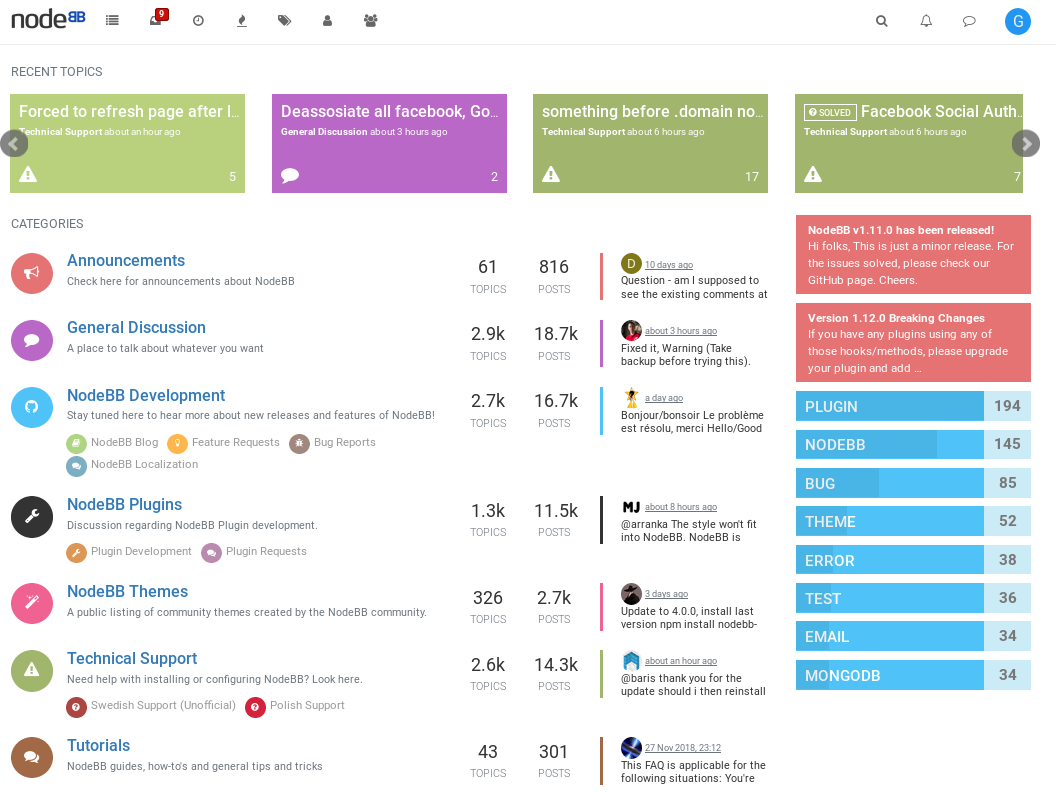 nodeBB
9
G
RECENT TOPICS
Forced to refresh page after l...
Technical Support about an hour ago
5
Deassosiate all facebook, Go...
General Discussion about 3 hours ago
2
something before .domain no...
Technical Support about 6 hours ago
17
SOLVED Facebook Social Auth...
Technical Support about 6 hours ago
7
CATEGORIES
Announcements
Check here for announcements about NodeBB
61
TOPICS
816
POSTS
D
10 days ago
Question - am I supposed to
see the existing comments at
General Discussion
A place to talk about whatever you want
2.9k
TOPICS
18.7k
POSTS
about 3 hours ago
Fixed it, Warning (Take
backup before trying this).
NodeBB Development
Stay tuned here to hear more about new releases and features of NodeBB!
NodeBB Blog Feature Requests Bug Reports
NodeBB Localization
2.7k
TOPICS
16.7k
POSTS
a day ago
Bonjour/bonsoir Le problème
est résolu, merci Hello/Good
NodeBB Plugins
Discussion regarding NodeBB Plugin development.
Plugin Development Plugin Requests
1.3k
TOPICS
11.5k
POSTS
MJ
about 8 hours ago
@arranka The style won't fit
into NodeBB. NodeBB is
NodeBB Themes
A public listing of community themes created by the NodeBB community.
326
TOPICS
2.7k
POSTS
3 days ago
Update to 4.0.0, install last
version npm install nodebb-
Technical Support
Need help with installing or configuring NodeBB? Look here.
Swedish Support (Unofficial) Polish Support
2.6k
TOPICS
14.3k
POSTS
about an hour ago
@baris thank you for the
update should i then reinstall
Tutorials
NodeBB guides, how-to's and general tips and tricks
43
TOPICS
301
POSTS
27 Nov 2018, 23:12
This FAQ is applicable for the
following situations: You're
NodeBB v1.11.0 has been released!
Hi folks, This is just a minor release. For
the issues solved, please check our
GitHub page. Cheers.
Version 1.12.0 Breaking Changes
If you have any plugins using any of
those hooks/methods, please upgrade
your plugin and add ...
PLUGIN 194
NODEBB 145
BUG 85
THEME 52
ERROR 38
TEST 36
EMAIL 34
MONGODB 34